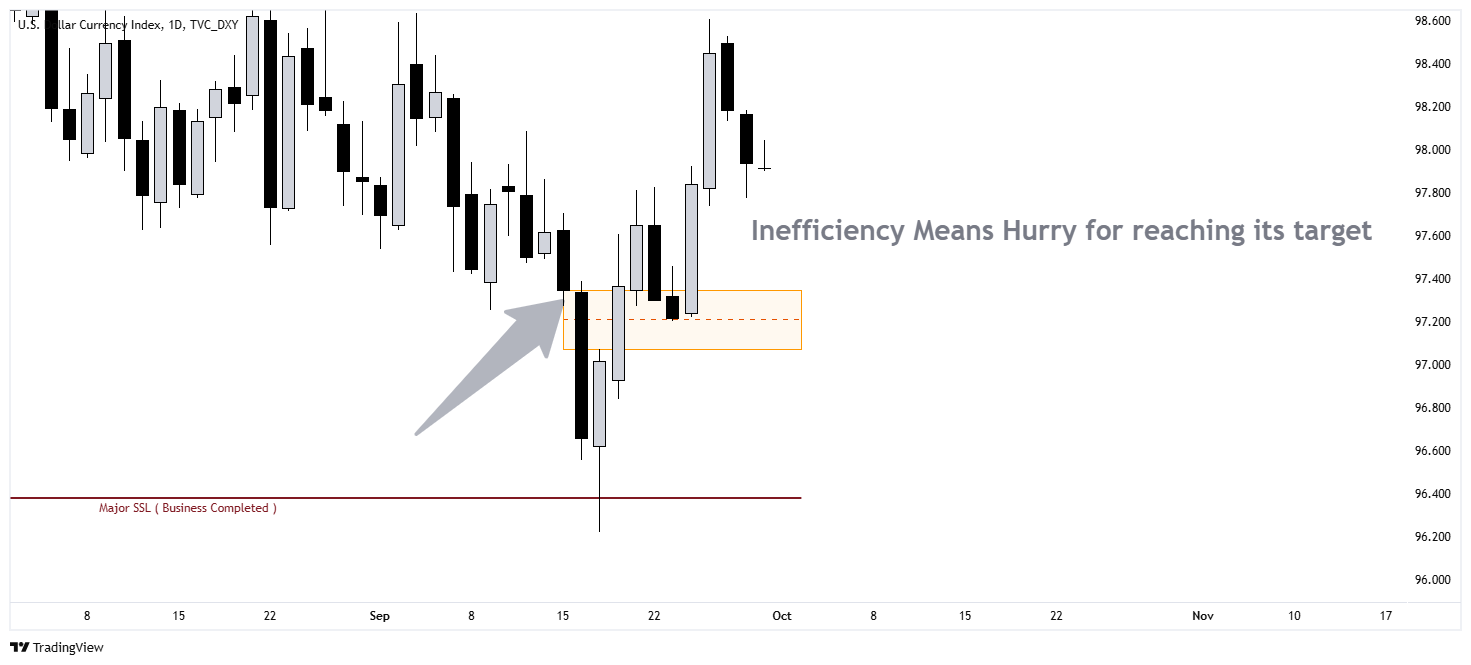 U.S. Dollar Currency Index, 1D, TVC_DXY
98.600
98.400
98.200
98.000
97.800
Inefficiency Means Hurry for reaching its target
97.600
97.400
97.200
97.000
96.800
96.600
96.400
Major SSL ( Business Completed )
96.200
96.000
8 15 22 Sep 8 15 22 Oct 8 15 22 Nov 10 17
TradingView